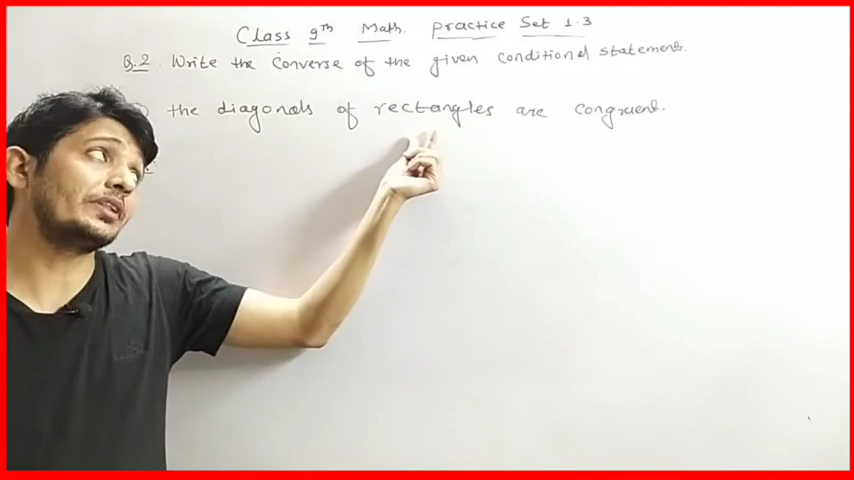 Class 9th Math. Practice Set 1.3
Q.2. Write the Converse of the given conditional statement.
the diagonals of rectangles are congruent.